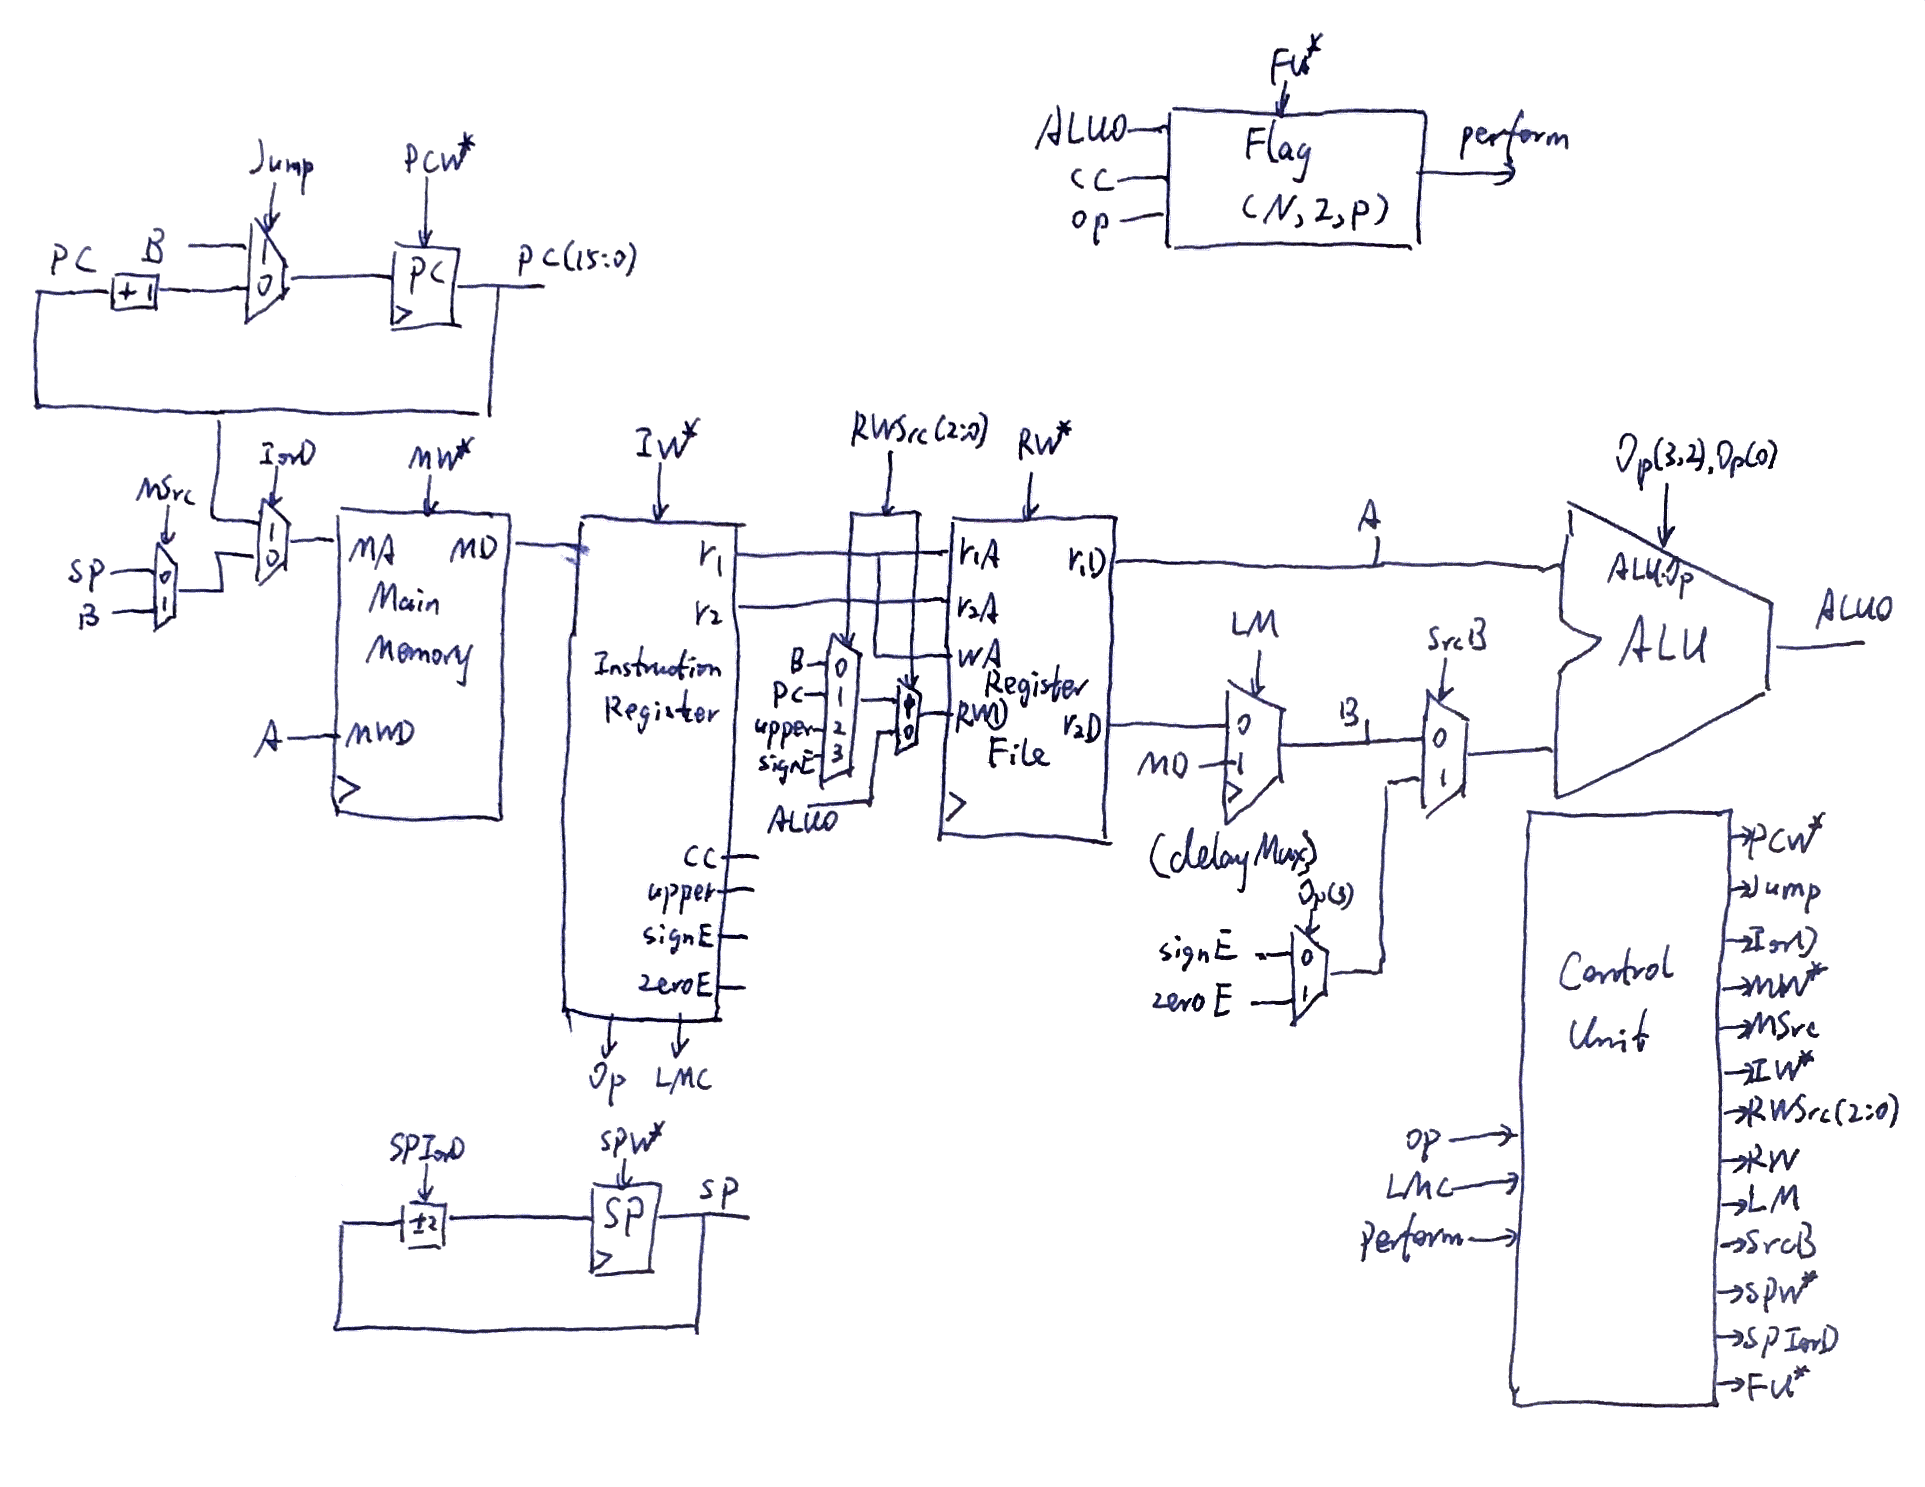 Fu*
ALUO
CC
Op
Flag
(N, Z, P)
perform
Jump
PCW*
PC
B
+1
1
0
PC
PC(15:0)
IorD
MW*
MSrc
SP
B
0
1
1
0
MA
MD
Main
Memory
A
MWD
IW*
r1
r2
Instruction
Register
CC
upper
signE
zeroE
Op
LMC
RWSrc(2:0)
RW*
B
PC
upper
signE
0
1
2
3
1
0
ALUO
r1A
r1D
r2A
wA
Register
RWD
r2D
File
A
LM
0
MD
1
(delay Mux)
B
SrcB
0
1
Op(3)
signE
zeroE
0
1
Op(3,2),Op(0)
ALUOp
ALU
ALUO
SPIorD
SPW*
±2
SP
SP
Control
Unit
Op
LMC
Perform
PCW*
Jump
IorD
MW*
MSrc
IW*
RWSrc(2:0)
RW
LM
SrcB
SPW*
SPIorD
Fu*